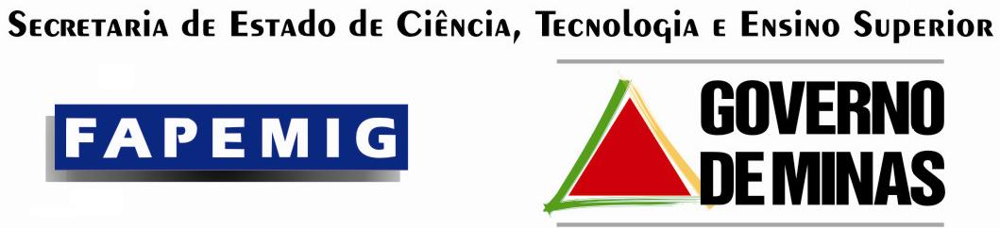 Secretaria de Estado de Ciência, Tecnologia e Ensino Superior
FAPEMIG
GOVERNO
DE MINAS